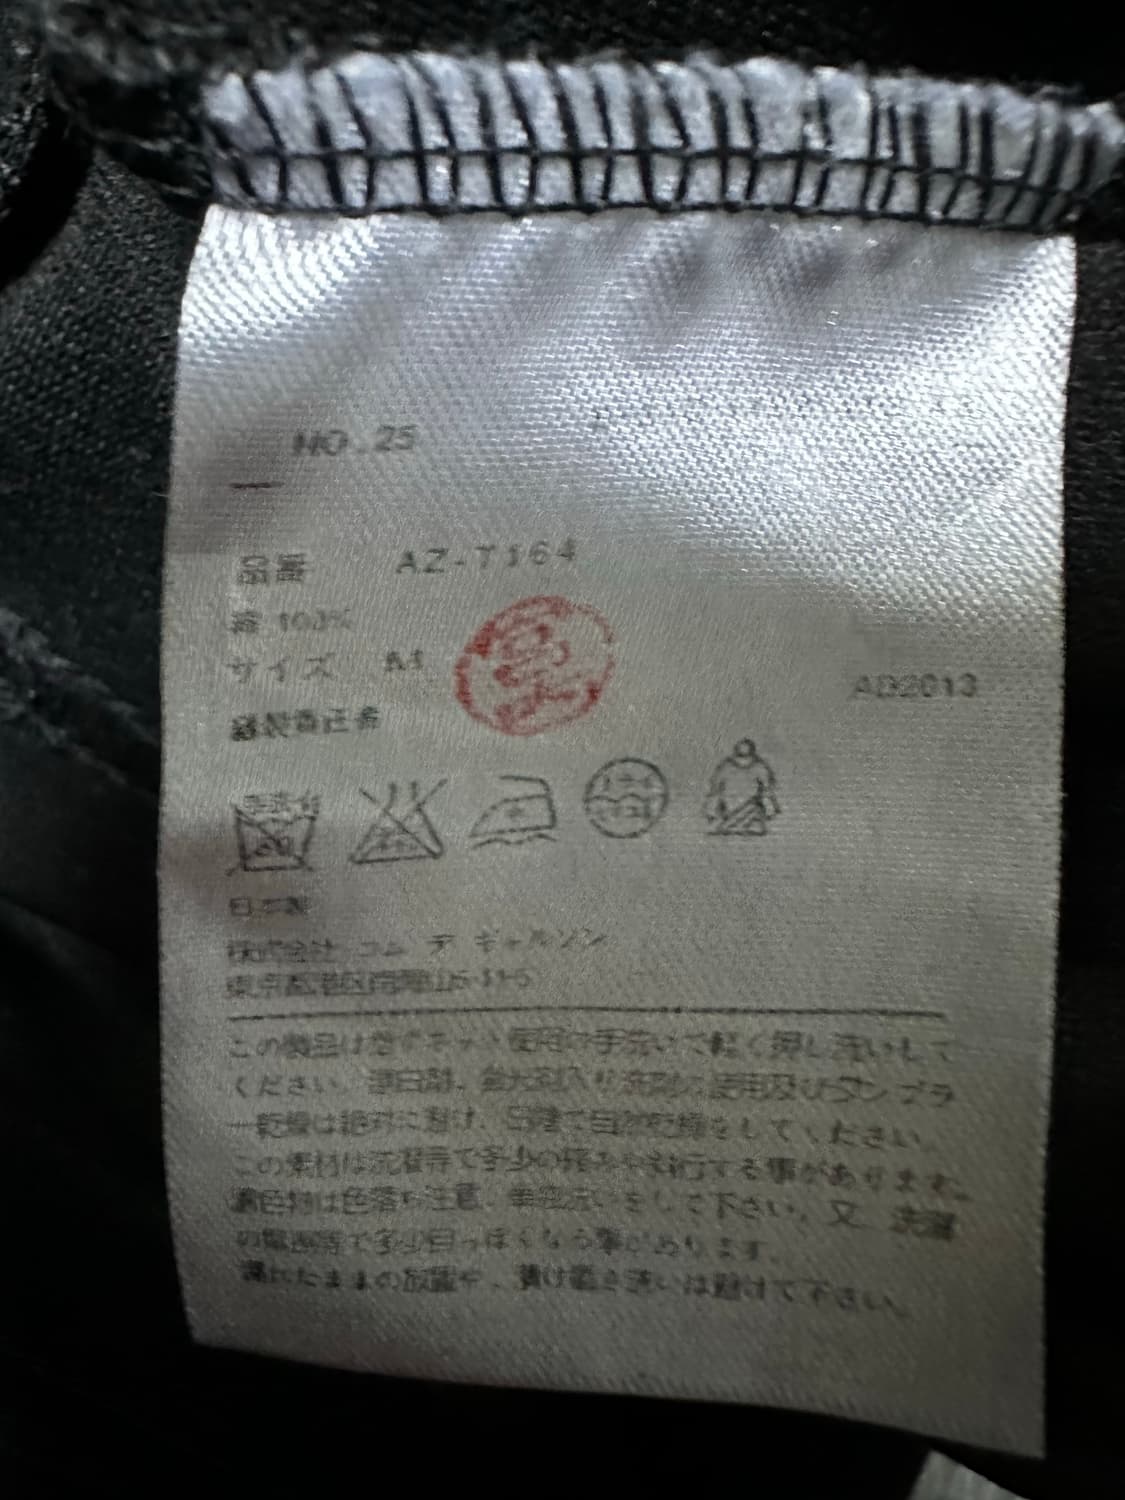 NO.25
品番 AZ-T164
綿 100%
サイズ M
縫製責任者
AD2013
日本製
株式会社 コム デ ギャルソン
東京都港区南青山5-11-5
この製品は必ずネット使用か手洗いで軽く押し洗いして
ください。漂白剤、蛍光剤入り洗剤の使用及びタンブラ
ー乾燥は絶対に避け、日陰で自然乾燥をしてください。
この素材は洗濯等で多少の縮みや斜行する事があります。
濃色物は色落ち注意、単独洗いをして下さい。又、洗濯
の摩擦等で多少白っぽくなる事があります。
濡れたままの放置や、漬け置き洗いは避けて下さい。